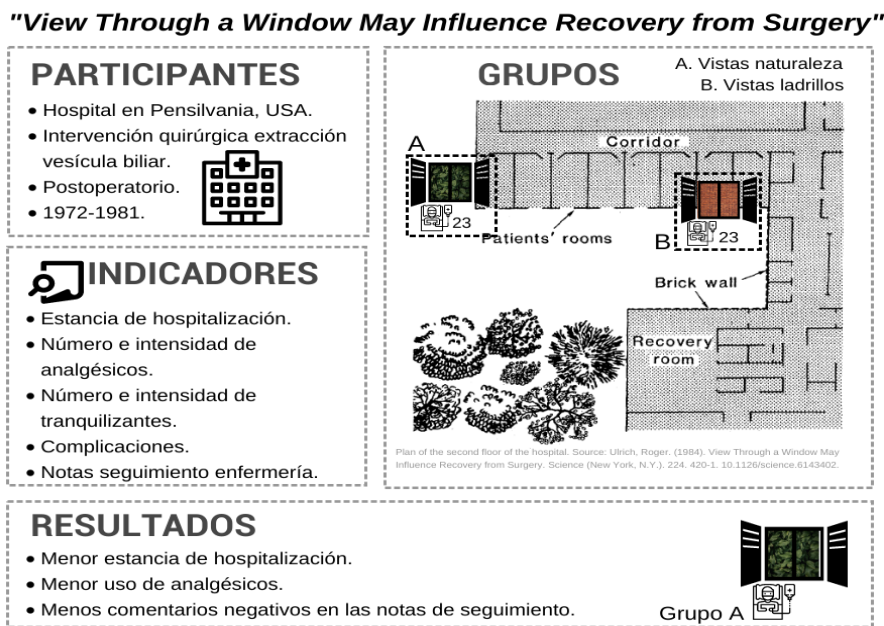 "View Through a Window May Influence Recovery from Surgery"
PARTICIPANTES
• Hospital en Pensilvania, USA.
• Intervención quirúrgica extracción
vesícula biliar.
• Postoperatorio.
• 1972-1981.
INDICADORES
• Estancia de hospitalización.
• Número e intensidad de
analgésicos.
• Número e intensidad de
tranquilizantes.
• Complicaciones.
• Notas seguimiento enfermería.
GRUPOS
A. Vistas naturaleza
B. Vistas ladrillos
Corridor
A
23
Patients' rooms
B
23
Brick wall
Recovery
room
Plan of the second floor of the hospital. Source: Ulrich, Roger. (1984). View Through a Window May
Influence Recovery from Surgery. Science (New York, N.Y.). 224. 420-1. 10.1126/science.6143402.
RESULTADOS
• Menor estancia de hospitalización.
• Menor uso de analgésicos.
• Menos comentarios negativos en las notas de seguimiento.
Grupo A